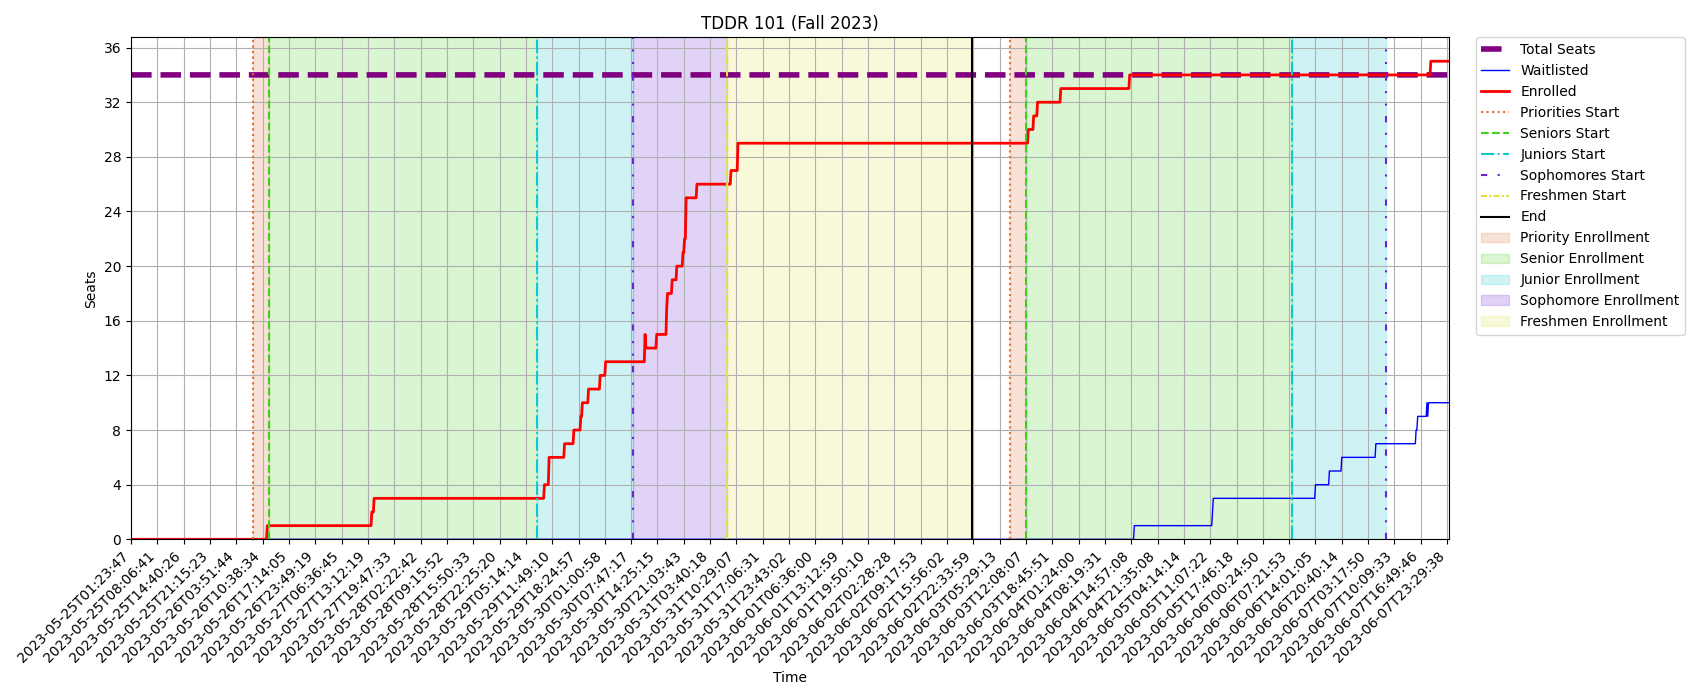 TDDR 101 (Fall 2023)
36
32
28
24
20
16
12
8
4
0
Seats
2023-05-25T01:23:47
2023-05-25T08:06:41
2023-05-25T14:40:26
2023-05-25T21:15:23
2023-05-26T03:51:44
2023-05-26T10:38:34
2023-05-26T17:14:05
2023-05-26T23:49:19
2023-05-27T06:36:45
2023-05-27T13:12:19
2023-05-27T19:47:33
2023-05-28T02:22:42
2023-05-28T09:15:52
2023-05-28T15:50:33
2023-05-28T22:25:20
2023-05-29T05:14:14
2023-05-29T11:49:10
2023-05-29T18:24:57
2023-05-30T01:00:58
2023-05-30T07:47:17
2023-05-30T14:25:15
2023-05-30T21:03:43
2023-05-31T03:40:18
2023-05-31T10:29:07
2023-05-31T17:06:31
2023-05-31T23:43:02
2023-06-01T06:36:00
2023-06-01T13:12:59
2023-06-01T19:50:10
2023-06-02T02:28:28
2023-06-02T09:17:53
2023-06-02T15:56:02
2023-06-02T22:33:59
2023-06-03T05:29:13
2023-06-03T12:08:07
2023-06-03T18:45:51
2023-06-04T01:24:00
2023-06-04T08:19:31
2023-06-04T14:57:08
2023-06-04T21:35:08
2023-06-05T04:14:14
2023-06-05T11:07:22
2023-06-05T17:46:18
2023-06-06T00:24:50
2023-06-06T07:21:53
2023-06-06T14:01:05
2023-06-06T20:40:14
2023-06-07T03:17:50
2023-06-07T10:09:33
2023-06-07T16:49:46
2023-06-07T23:29:38
Time
Total Seats
Waitlisted
Enrolled
Priorities Start
Seniors Start
Juniors Start
Sophomores Start
Freshmen Start
End
Priority Enrollment
Senior Enrollment
Junior Enrollment
Sophomore Enrollment
Freshmen Enrollment